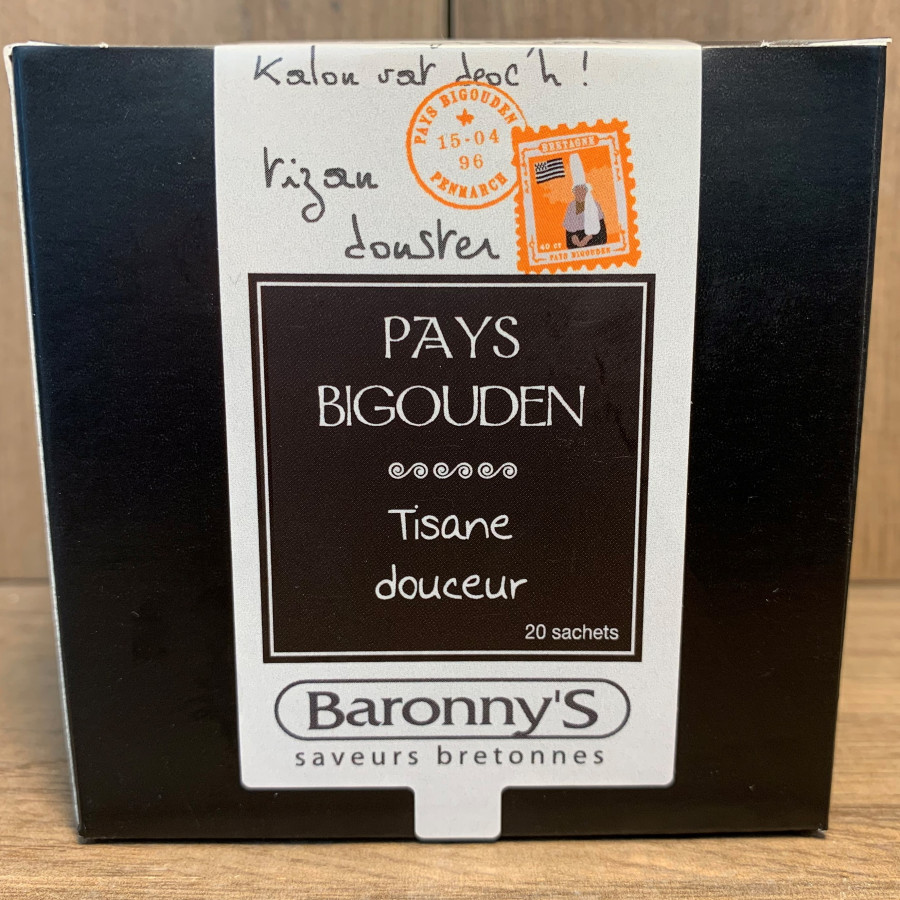 Kalon vat deoc'h !
PAYS BIGOUDEN
15-04
96
PENMARCH
BRETAGNE
40 ct
PAYS BIGOUDEN
tizan
douster
PAYS
BIGOUDEN
Tisane
douceur
20 sachets
Baronny'S
saveurs bretonnes